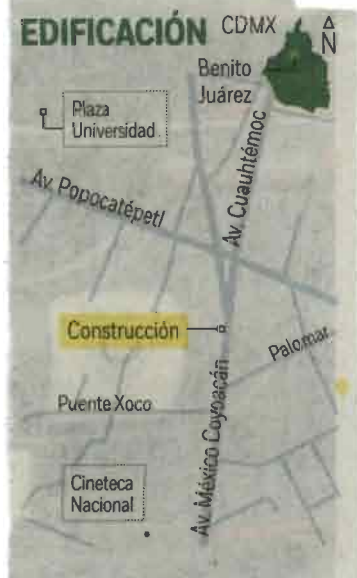 EDIFICACIÓN
CDMX
N
Benito
Juárez
Plaza
Universidad
Av. Cuauhtémoc
Av. Popocatépetl
Construcción
Palomar
Puente Xoco
Av. México Coyoacán
Cineteca
Nacional